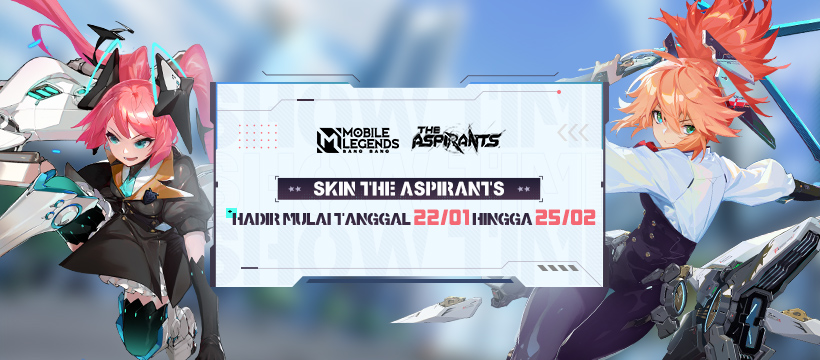 MOBILE
LEGENDS
BANG BANG
THE
ASPIRANTS
SKIN THE ASPIRANTS
HADIR MULAI TANGGAL 22/01 HINGGA 25/02